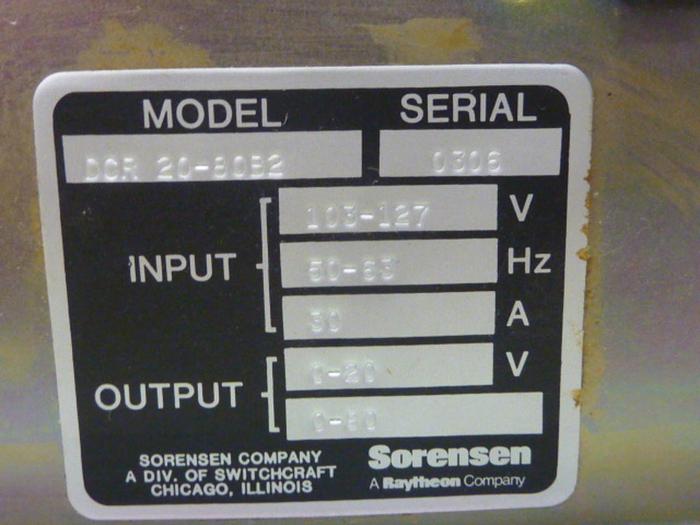 MODEL SERIAL
DCR 20-80B2 0306
INPUT
103-127 V
50-63 Hz
30 A
OUTPUT
0-20 V
0-80
SORENSEN COMPANY
A DIV. OF SWITCHCRAFT
CHICAGO, ILLINOIS
Sorensen
A Raytheon Company